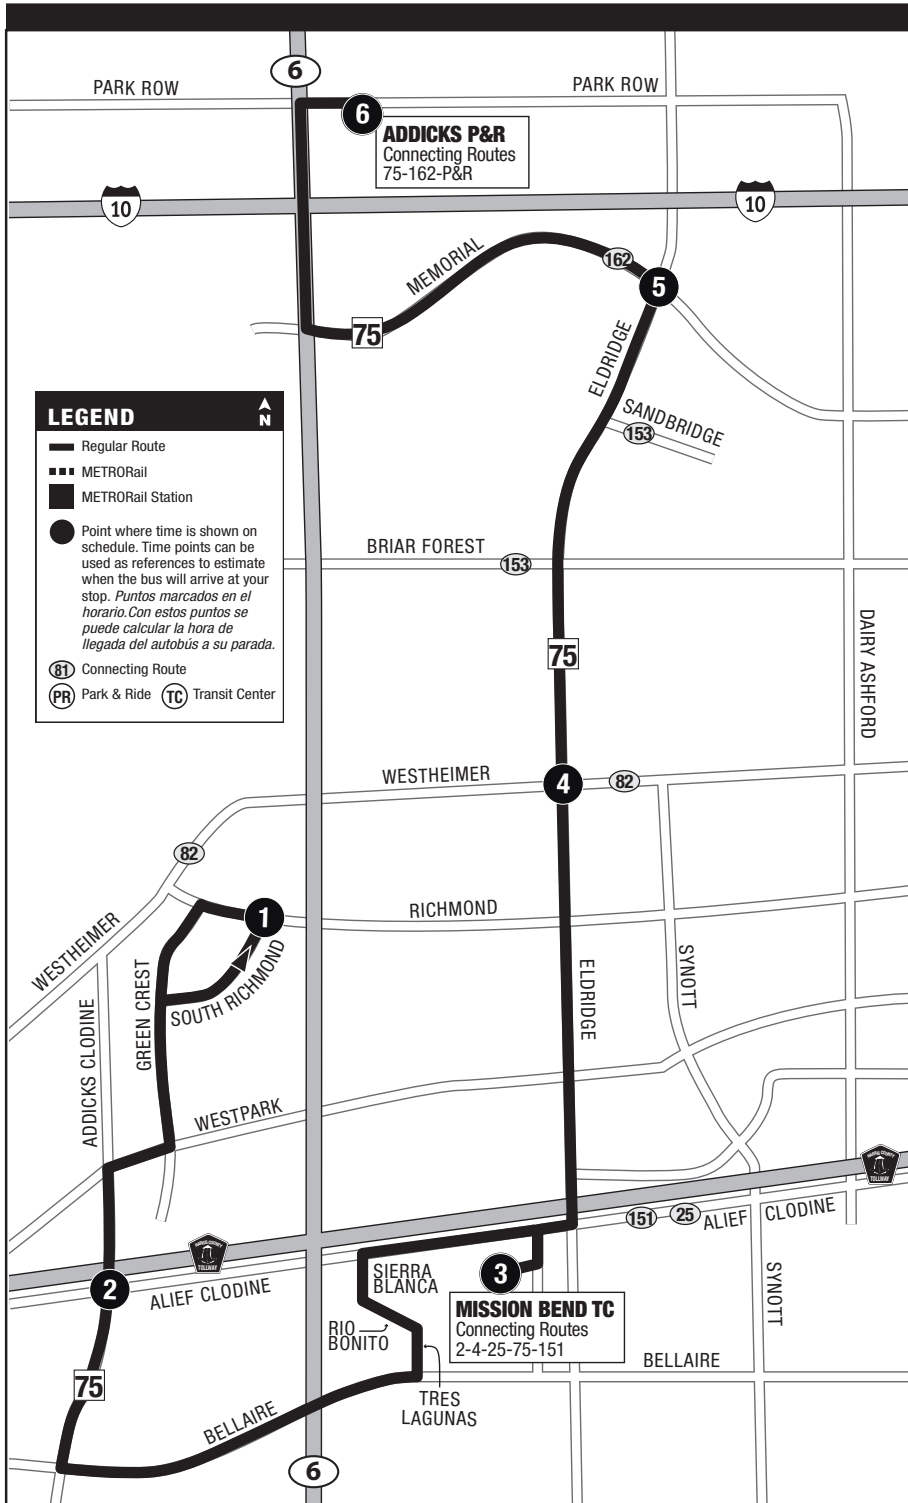 6
PARK ROW
PARK ROW
6
ADDICKS P&R
Connecting Routes
75-162-P&R
10
10
MEMORIAL
162
5
75
ELDRIDGE
SANDBRIDGE
153
LEGEND
N
Regular Route
METRORail
METRORail Station
Point where time is shown on
schedule. Time points can be
used as references to estimate
when the bus will arrive at your
stop. Puntos marcados en el
horario.Con estos puntos se
puede calcular la hora de
llegada del autobús a su parada.
81 Connecting Route
PR Park & Ride TC Transit Center
BRIAR FOREST
153
75
DAIRY ASHFORD
WESTHEIMER
4
82
82
1
RICHMOND
WESTHEIMER
SOUTH RICHMOND
GREEN CREST
ADDICKS CLODINE
ELDRIDGE
SYNOTT
WESTPARK
HARRIS COUNTY
TOLLWAY
151
25
ALIEF CLODINE
HARRIS COUNTY
TOLLWAY
2
ALIEF CLODINE
SIERRA
BLANCA
3
MISSION BEND TC
Connecting Routes
2-4-25-75-151
RIO
BONITO
SYNOTT
BELLAIRE
75
TRES
LAGUNAS
BELLAIRE
6